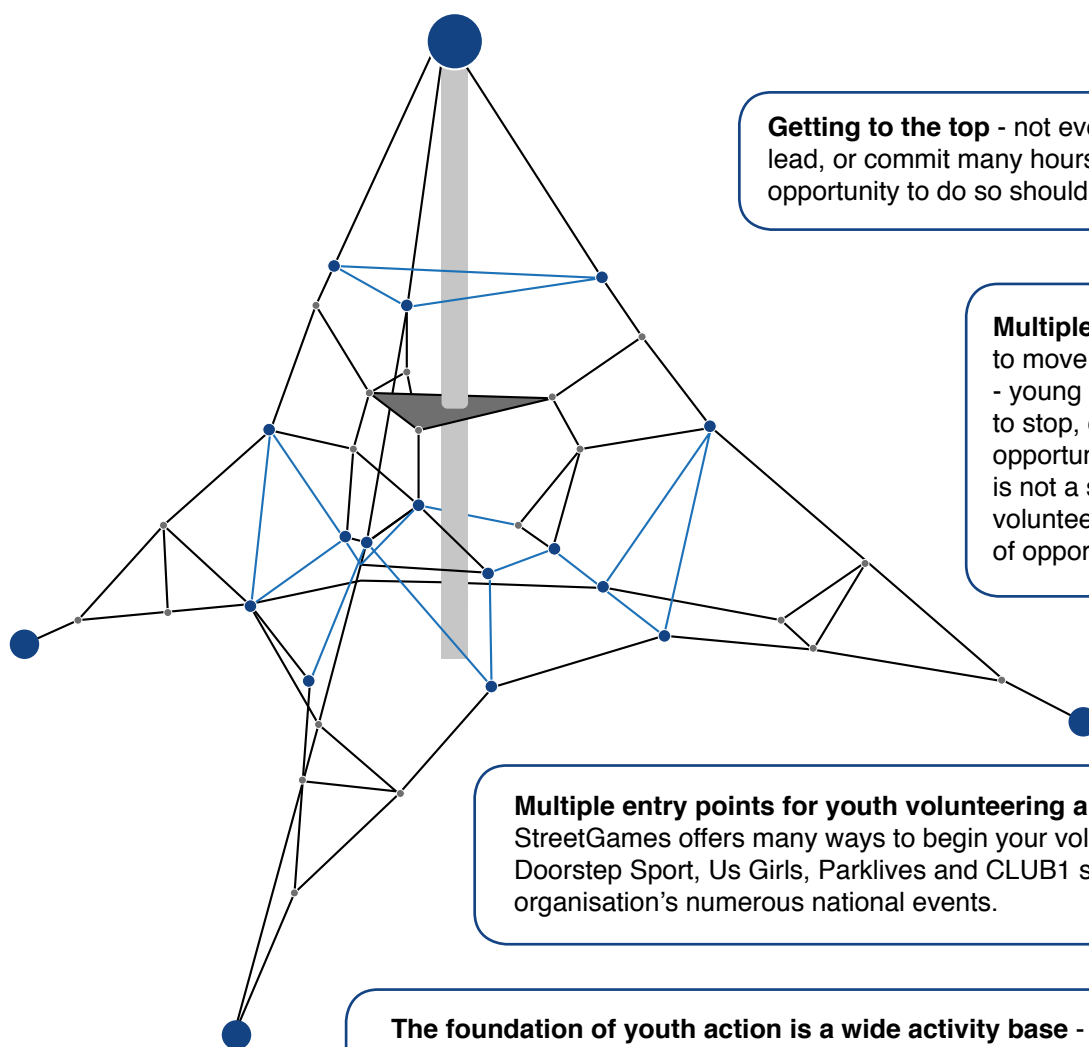 Getting to the top - not eve
lead, or commit many hours
opportunity to do so should
Multiple
to move
- young
to stop,
opportun
is not a s
voluntee
of oppor
Multiple entry points for youth volunteering a
StreetGames offers many ways to begin your vol
Doorstep Sport, Us Girls, Parklives and CLUB1 s
organisation's numerous national events.
The foundation of youth action is a wide activity base -